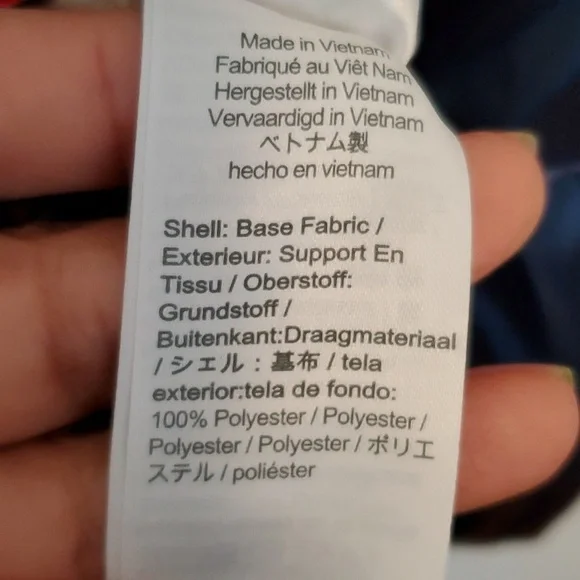 Made in Vietnam
Fabriqué au Viêt Nam
Hergestellt in Vietnam
Vervaardigd in Vietnam
ベトナム製
hecho en vietnam
Shell: Base Fabric /
Exterieur: Support En
Tissu / Oberstoff:
Grundstoff /
Buitenkant:Draagmateriaal
/ シェル : 基布 / tela
exterior:tela de fondo:
100% Polyester / Polyester /
Polyester / Polyester / ポリエ
ステル / poliéster